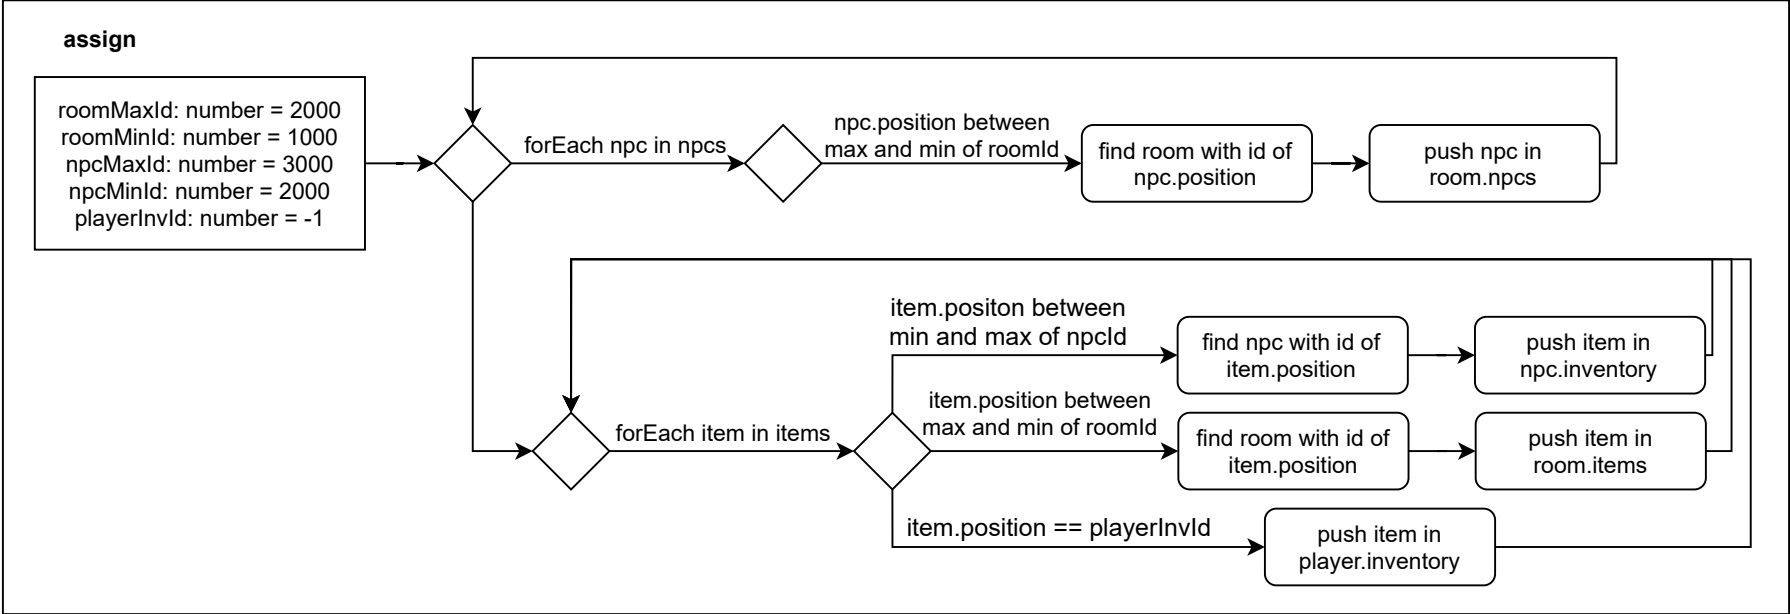 assign
roomMaxId: number = 2000
roomMinId: number = 1000
npcMaxId: number = 3000
npcMinId: number = 2000
playerInvId: number = -1
forEach npc in npcs
npc.position between
max and min of roomId
find room with id of
npc.position
push npc in
room.npcs
item.positon between
min and max of npcId
find npc with id of
item.position
push item in
npc.inventory
forEach item in items
item.position between
max and min of roomId
find room with id of
item.position
push item in
room.items
item.position == playerInvId
push item in
player.inventory